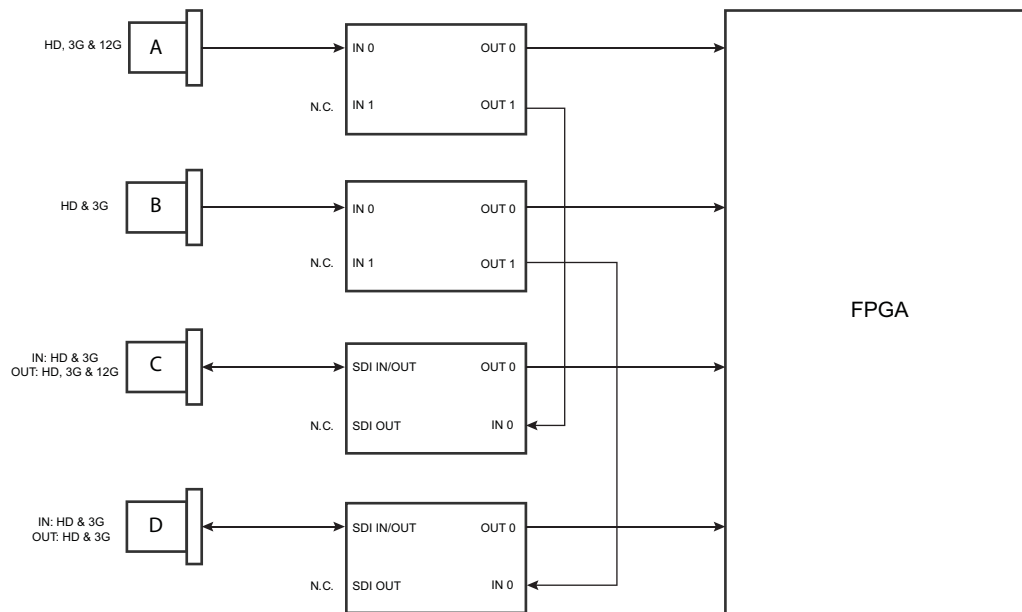 HD, 3G & 12G
A
IN 0
OUT 0
N.C.
IN 1
OUT 1
HD & 3G
B
IN 0
OUT 0
N.C.
IN 1
OUT 1
FPGA
IN: HD & 3G
OUT: HD, 3G & 12G
C
SDI IN/OUT
OUT 0
N.C.
SDI OUT
IN 0
IN: HD & 3G
OUT: HD & 3G
D
SDI IN/OUT
OUT 0
N.C.
SDI OUT
IN 0